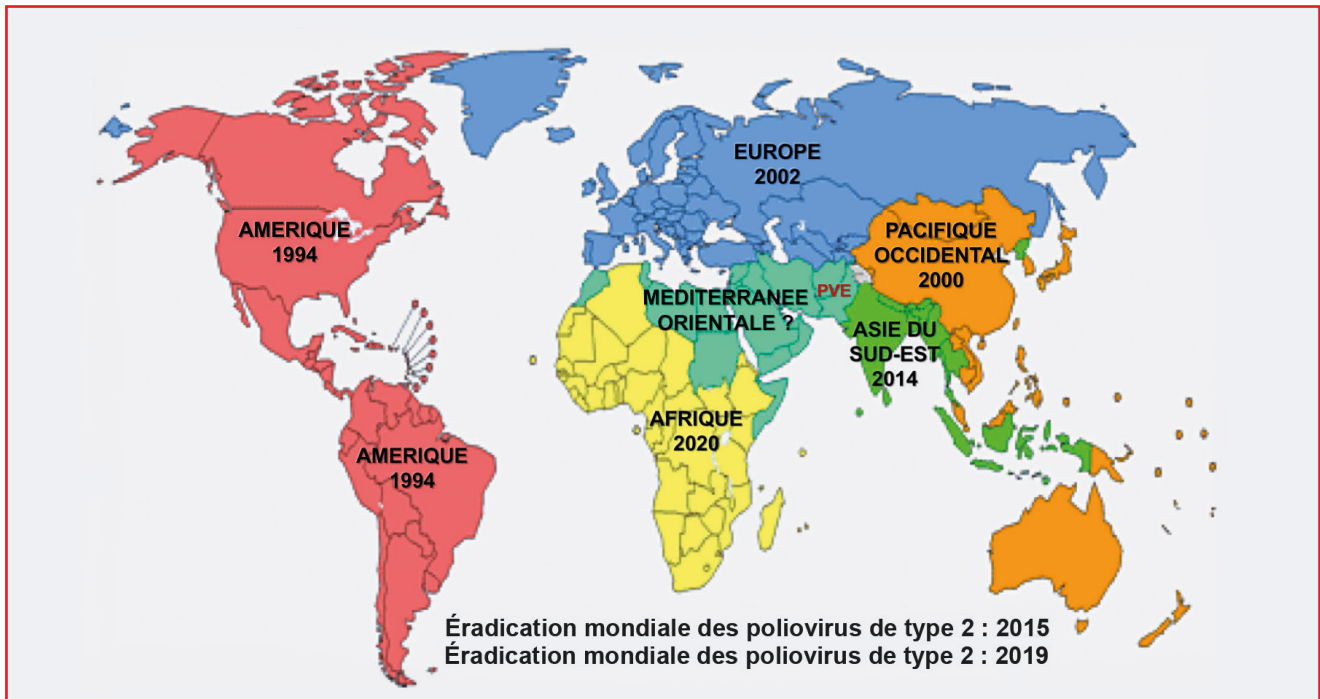 EUROPE
2002
AMERIQUE
1994
PACIFIQUE
OCCIDENTAL
2000
MEDITERRANEE
ORIENTALE ?
PVE
ASIE DU
SUD-EST
2014
AFRIQUE
2020
AMERIQUE
1994
Éradication mondiale des poliovirus de type 2 : 2015
Éradication mondiale des poliovirus de type 2 : 2019